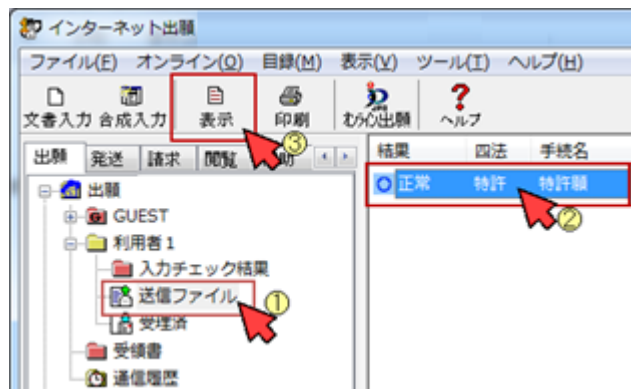 インターネット出願
ファイル(F) オンライン(O) 目録(M) 表示(V) ツール(T) ヘルプ(H)
文書入力 合成入力 表示 印刷 ヘルプ
③
出願 発送 請求 閲覧 補助
結果 四法 手続名
正常 特許 特許願
②
出願
GUEST
利用者1
入力チェック結果
送信ファイル
①
受理済
受領書
通信履歴